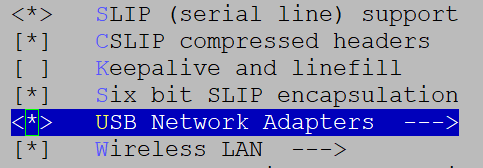 <*> SLIP (serial line) support
[*] CSLIP compressed headers
[ ] Keepalive and linefill
[*] Six bit SLIP encapsulation
<*> USB Network Adapters --->
[*] Wireless LAN --->